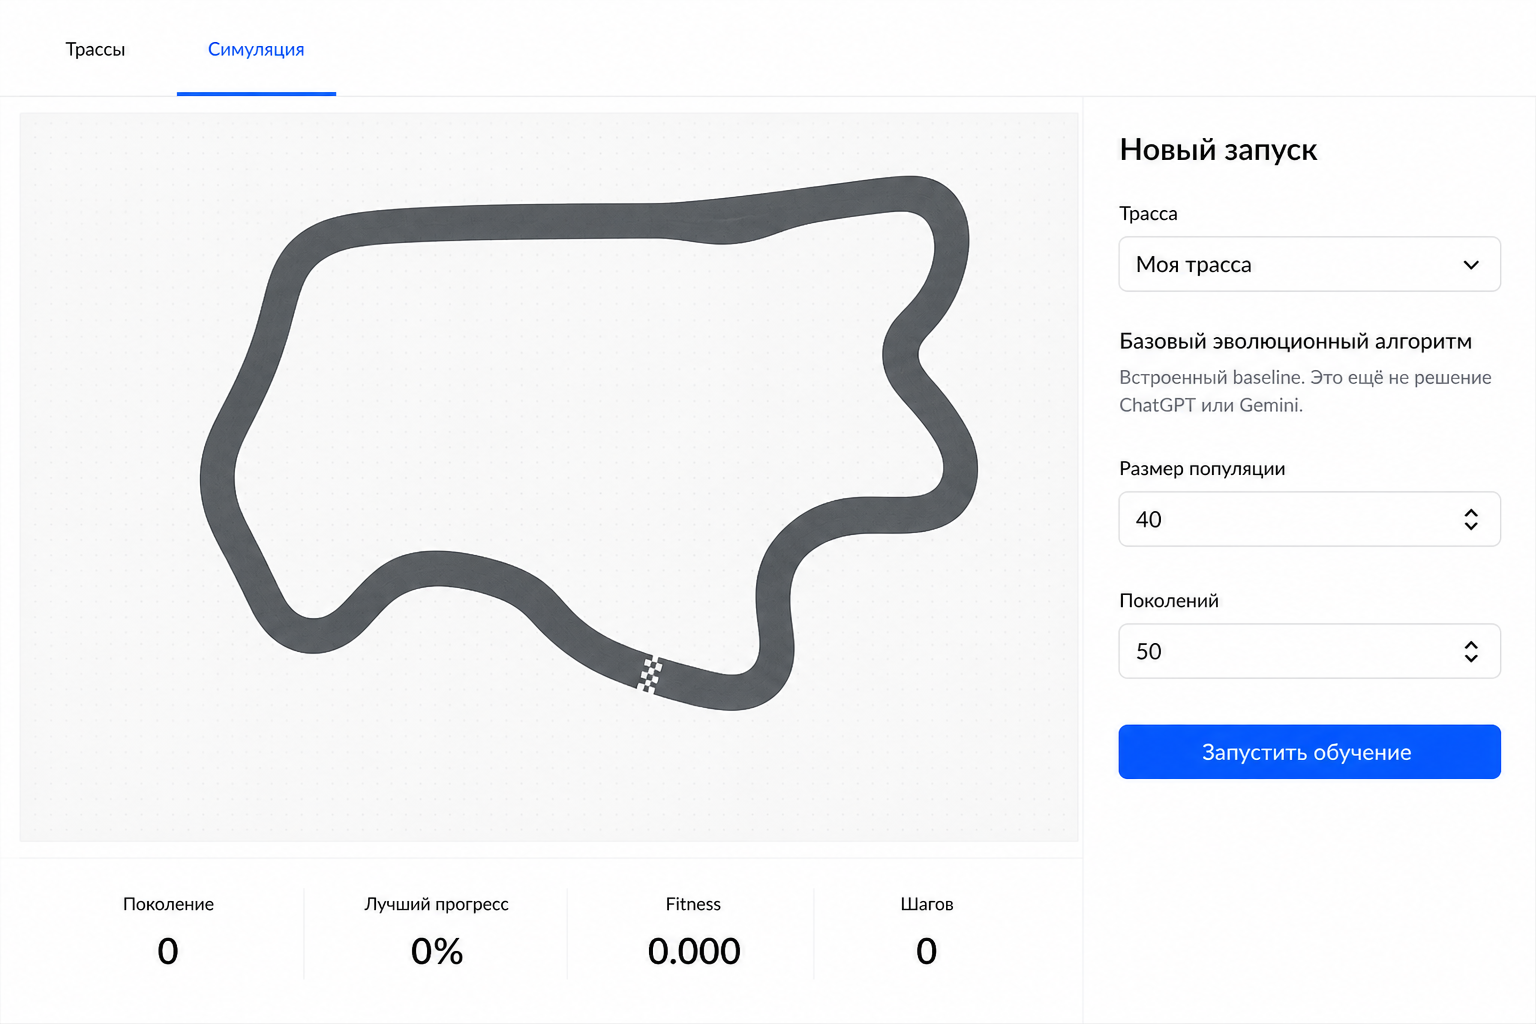 Трассы
Симуляция
Новый запуск
Трасса
Моя трасса
Базовый эволюционный алгоритм
Встроенный baseline. Это ещё не решение
ChatGPT или Gemini.
Размер популяции
40
Поколений
50
Запустить обучение
Поколение
0
Лучший прогресс
0%
Fitness
0.000
Шагов
0